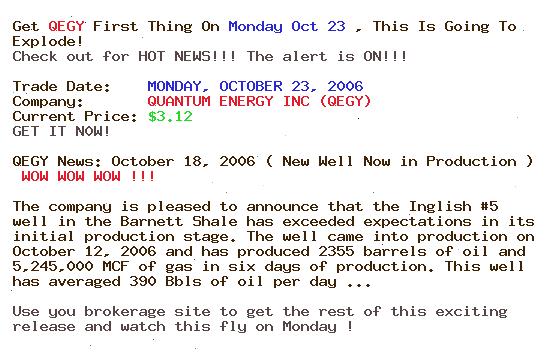 Get QEGY First Thing On Monday Oct 23 , This Is Going To
Explode!
Check out for HOT NEWS!!! The alert is ON!!!
Trade Date: MONDAY, OCTOBER 23, 2006
Company: QUANTUM ENERGY INC (QEGY)
Current Price: $3.12
GET IT NOW!
QEGY News: October 18, 2006 ( New Well Now in Production )
WOW WOW WOW !!!
The company is pleased to announce that the Inglish #5
well in the Barnett Shale has exceeded expectations in its
initial production stage. The well came into production on
October 12, 2006 and has produced 2355 barrels of oil and
5,245,000 MCF of gas in six days of production. This well
has averaged 390 Bbls of oil per day ...
Use you brokerage site to get the rest of this exciting
release and watch this fly on Monday !